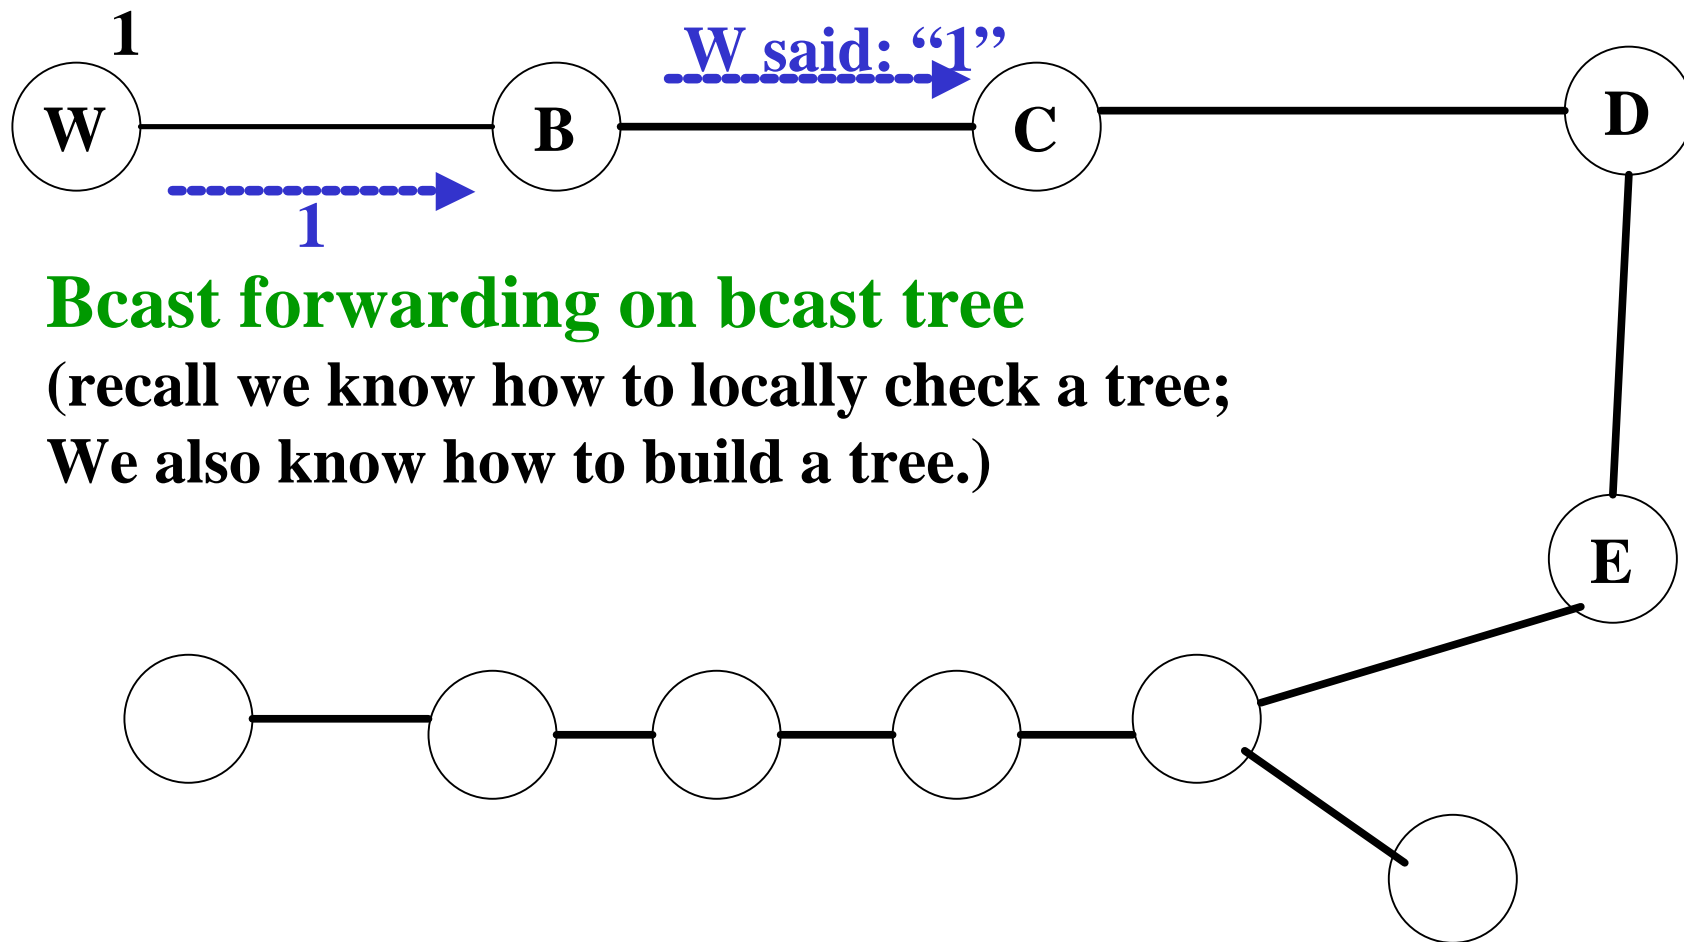 1
W said: “1”
W
B
C
D
1
Bcast forwarding on bcast tree
(recall we know how to locally check a tree;
We also know how to build a tree.)
E